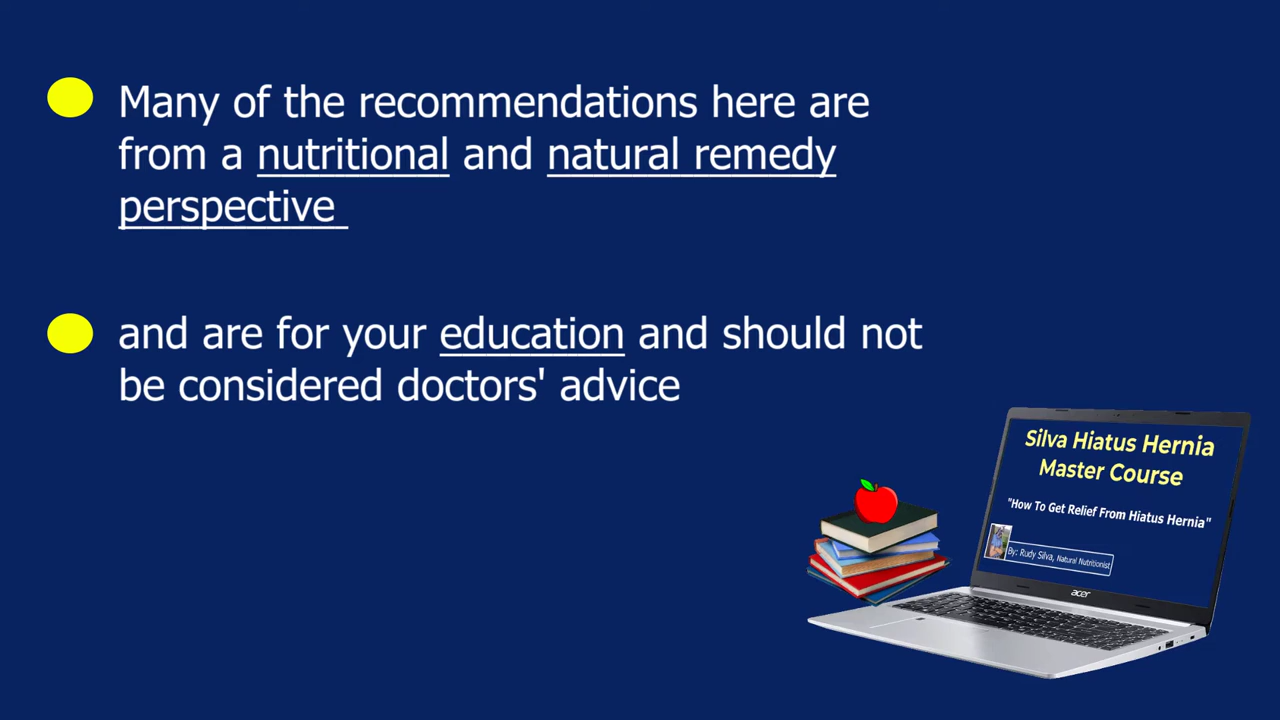 Many of the recommendations here are
from a nutritional and natural remedy
perspective
and are for your education and should not
be considered doctors' advice
Silva Hiatus Hernia
Master Course
"How To Get Relief From Hiatus Hernia"
By: Rudy Silva, Natural Nutritionist
acer